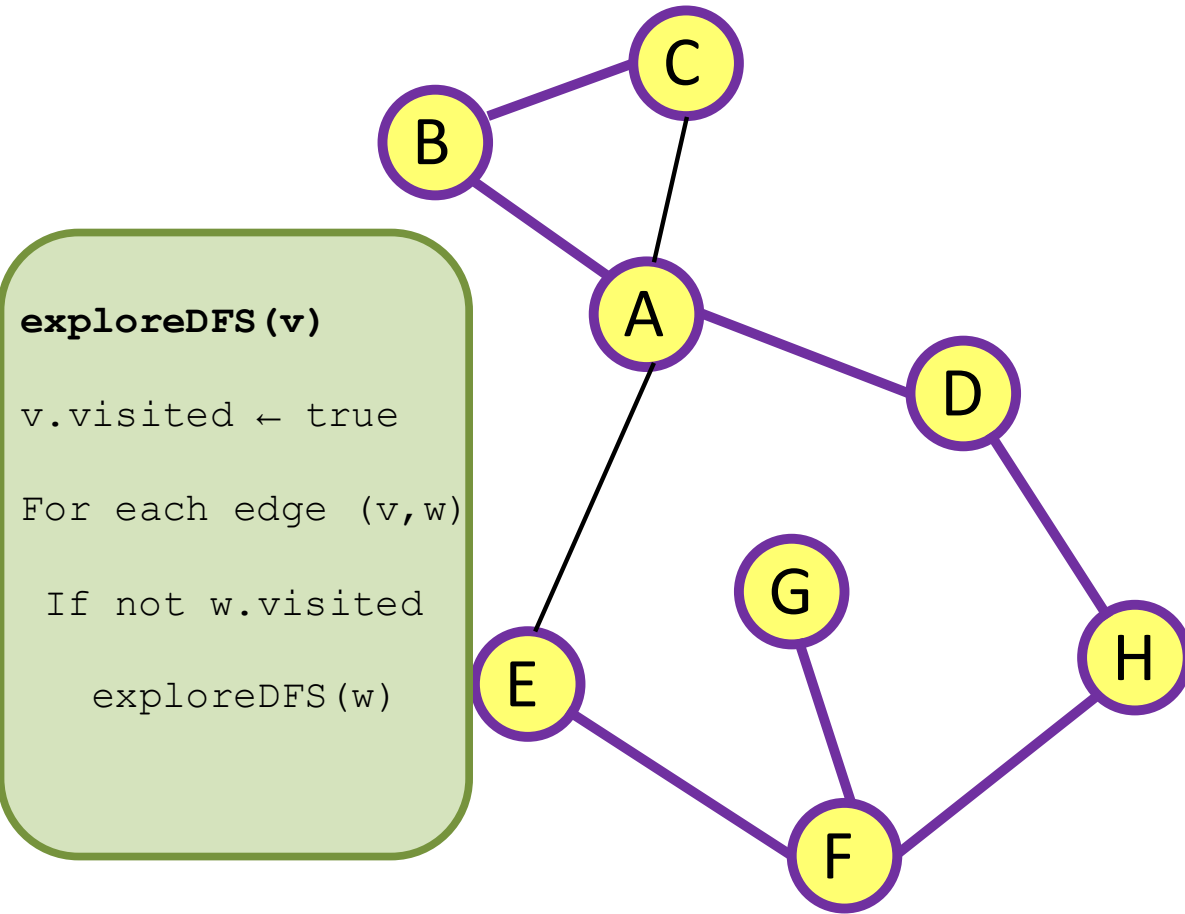 C
B
A
D
G
H
E
F
exploreDFS(v)
v.visited ← true
For each edge (v,w)
If not w.visited
exploreDFS(w)